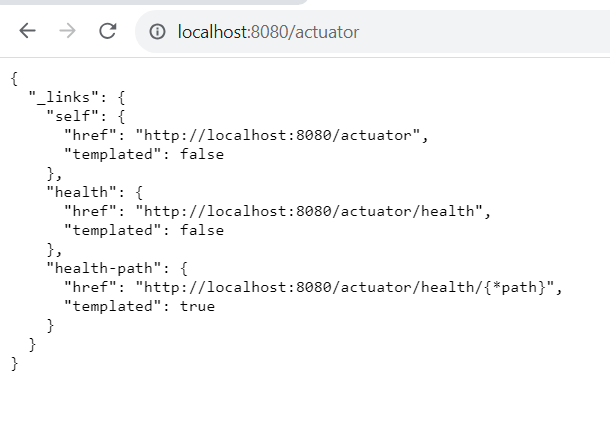 localhost:8080/actuator
{
  "_links": {
    "self": {
      "href": "http://localhost:8080/actuator",
      "templated": false
    },
    "health": {
      "href": "http://localhost:8080/actuator/health",
      "templated": false
    },
    "health-path": {
      "href": "http://localhost:8080/actuator/health/{*path}",
      "templated": true
    }
  }
}